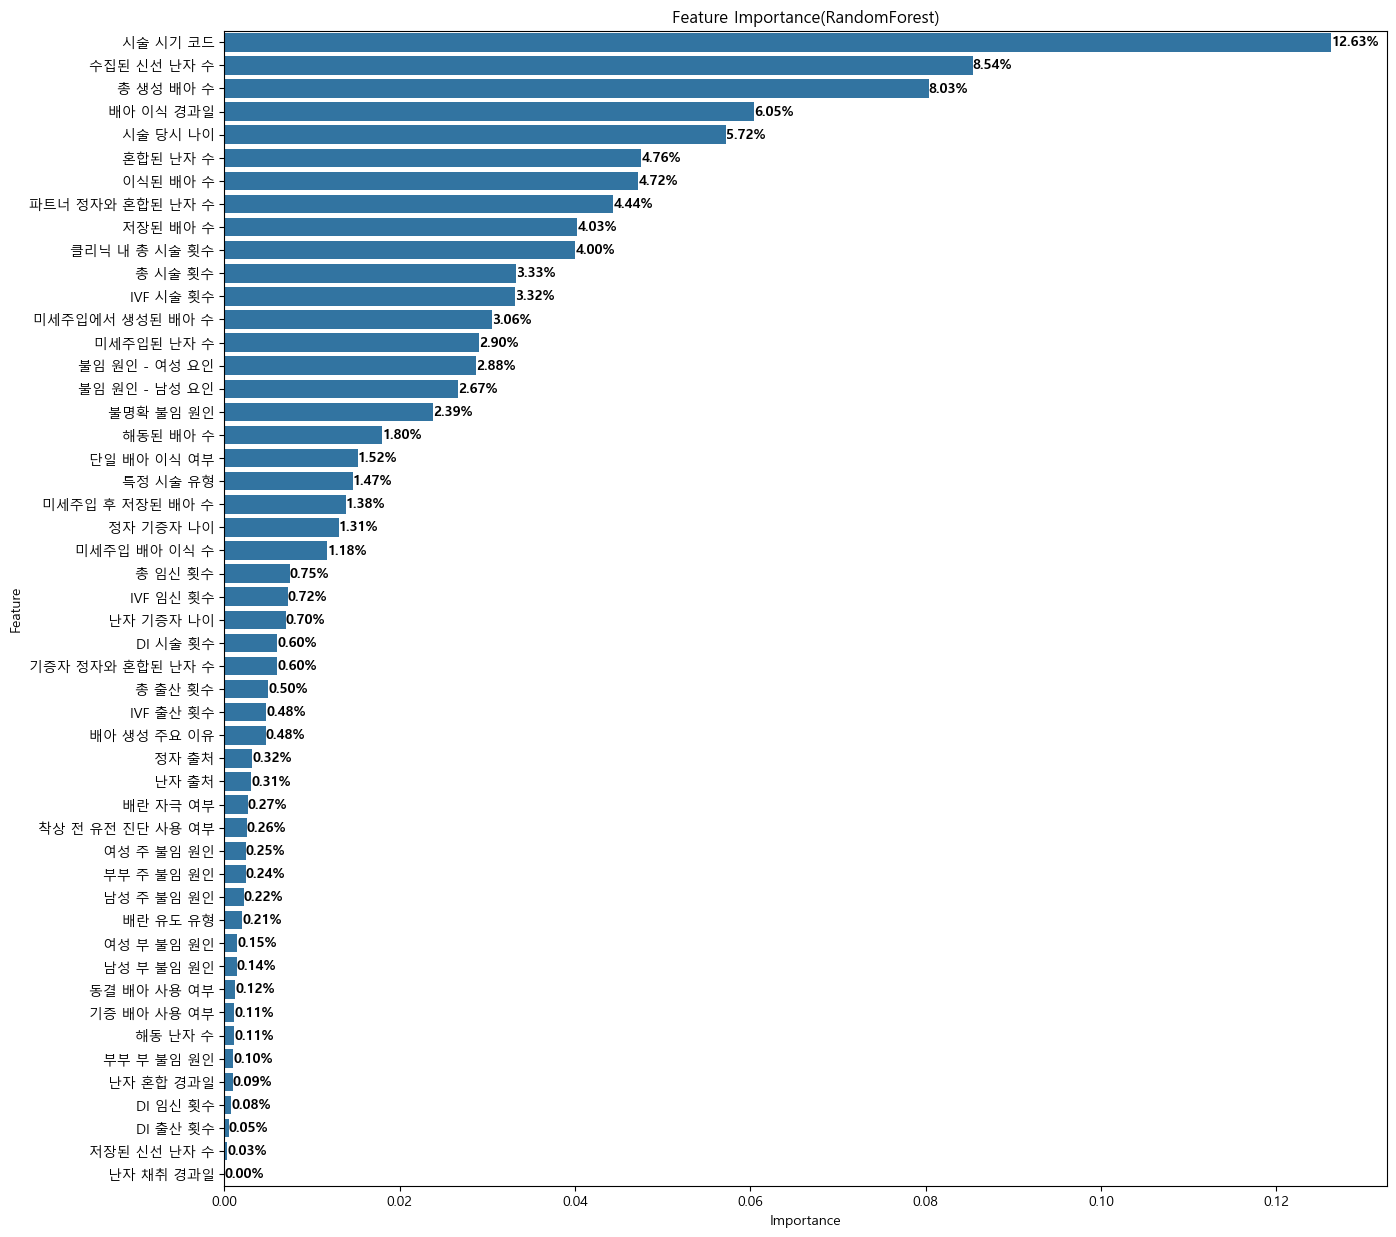 Feature Importance(RandomForest)
시술 시기 코드 12.63%
수집된 신선 난자 수 8.54%
총 생성 배아 수 8.03%
배아 이식 경과일 6.05%
시술 당시 나이 5.72%
혼합된 난자 수 4.76%
이식된 배아 수 4.72%
파트너 정자와 혼합된 난자 수 4.44%
저장된 배아 수 4.03%
클리닉 내 총 시술 횟수 4.00%
총 시술 횟수 3.33%
IVF 시술 횟수 3.32%
미세주입에서 생성된 배아 수 3.06%
미세주입된 난자 수 2.90%
불임 원인 - 여성 요인 2.88%
불임 원인 - 남성 요인 2.67%
불명확 불임 원인 2.39%
해동된 배아 수 1.80%
단일 배아 이식 여부 1.52%
특정 시술 유형 1.47%
미세주입 후 저장된 배아 수 1.38%
정자 기증자 나이 1.31%
미세주입 배아 이식 수 1.18%
총 임신 횟수 0.75%
IVF 임신 횟수 0.72%
난자 기증자 나이 0.70%
DI 시술 횟수 0.60%
기증자 정자와 혼합된 난자 수 0.60%
총 출산 횟수 0.50%
IVF 출산 횟수 0.48%
배아 생성 주요 이유 0.48%
정자 출처 0.32%
난자 출처 0.31%
배란 자극 여부 0.27%
착상 전 유전 진단 사용 여부 0.26%
여성 주 불임 원인 0.25%
부부 주 불임 원인 0.24%
남성 주 불임 원인 0.22%
배란 유도 유형 0.21%
여성 부 불임 원인 0.15%
남성 부 불임 원인 0.14%
동결 배아 사용 여부 0.12%
기증 배아 사용 여부 0.11%
해동 난자 수 0.11%
부부 부 불임 원인 0.10%
난자 혼합 경과일 0.09%
DI 임신 횟수 0.08%
DI 출산 횟수 0.05%
저장된 신선 난자 수 0.03%
난자 채취 경과일 0.00%
Feature
0.00 0.02 0.04 0.06 0.08 0.10 0.12
Importance